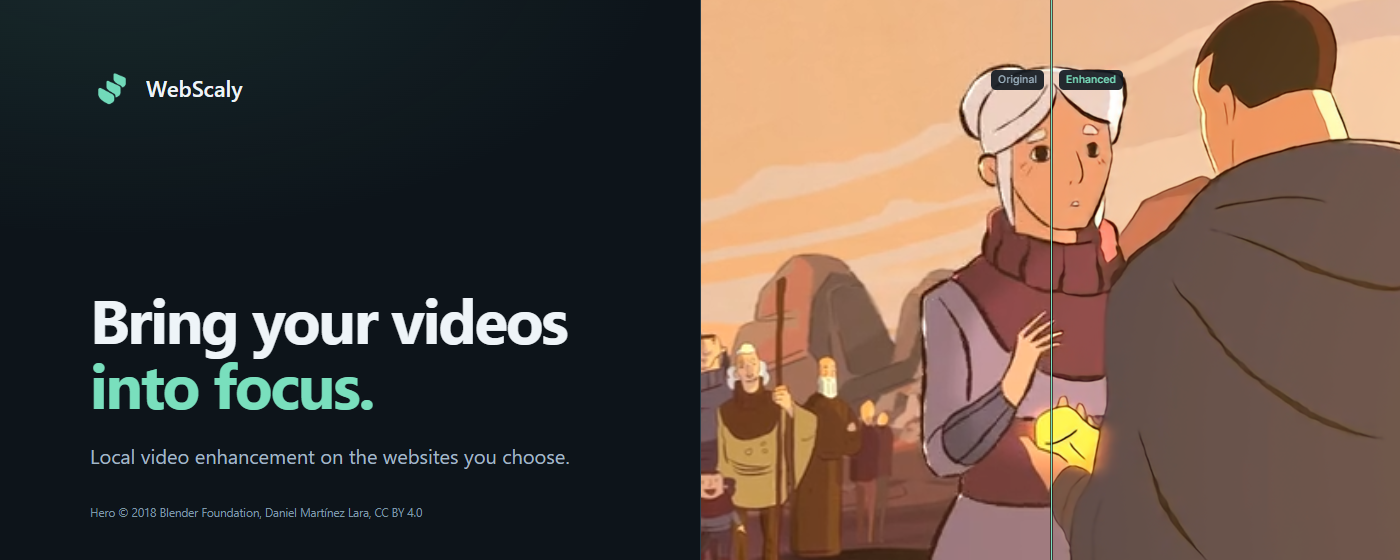 WebScaly
Bring your videos
into focus.
Local video enhancement on the websites you choose.
Hero © 2018 Blender Foundation, Daniel Martínez Lara, CC BY 4.0
Original
Enhanced